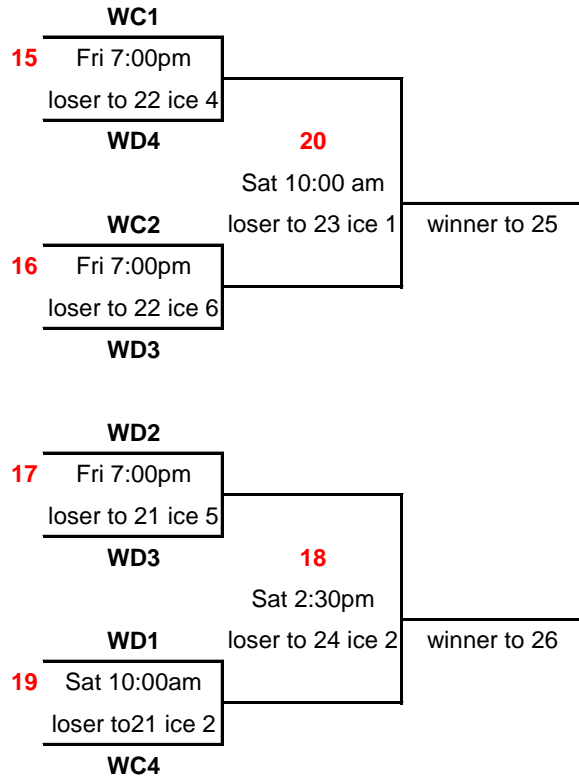 WC1
15 Fri 7:00pm
loser to 22 ice 4
WD4
20
Sat 10:00 am
WC2
loser to 23 ice 1
winner to 25
16 Fri 7:00pm
loser to 22 ice 6
WD3
WD2
17 Fri 7:00pm
loser to 21 ice 5
WD3
18
Sat 2:30pm
WD1
loser to 24 ice 2
winner to 26
19 Sat 10:00am
loser to21 ice 2
WC4